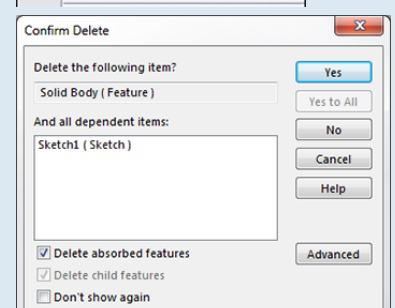 Confirm Delete
Delete the following item?
Yes
Solid Body ( Feature )
Yes to All
And all dependent items:
No
Sketch1 ( Sketch )
Cancel
Help
Delete absorbed features
Advanced
Delete child features
Don't show again